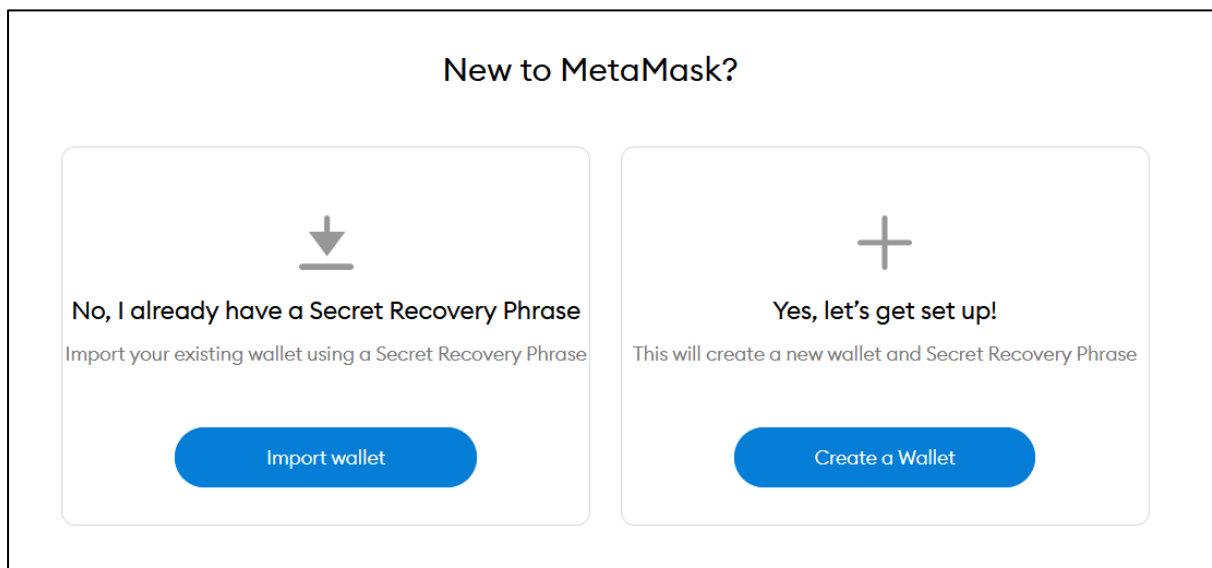 New to MetaMask?
No, I already have a Secret Recovery Phrase
Import your existing wallet using a Secret Recovery Phrase
Import wallet
Yes, let’s get set up!
This will create a new wallet and Secret Recovery Phrase
Create a Wallet